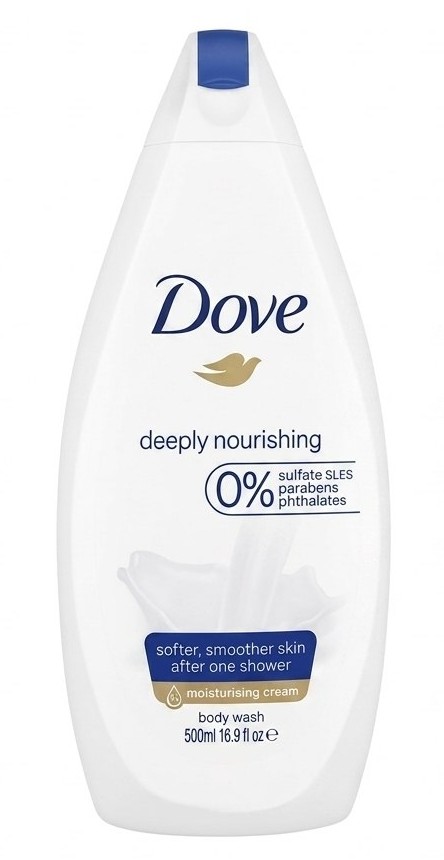 Dove
deeply nourishing
0% sulfate SLES
parabens
phthalates
softer, smoother skin
after one shower
moisturising cream
body wash
500ml 16.9 fl oz ℮